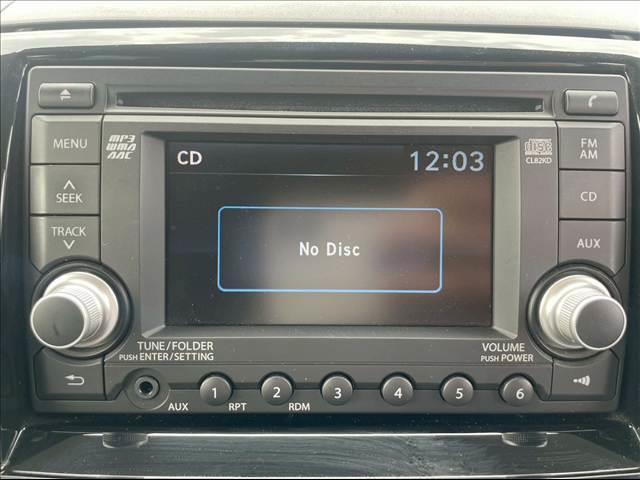 MENU
MP3
WMA
AAC
CD
12:03
disc
CL82KD
FM
AM
SEEK
CD
TRACK
No Disc
AUX
TUNE/FOLDER
PUSH ENTER/SETTING
VOLUME
PUSH POWER
1 2 3 4 5 6
AUX RPT RDM